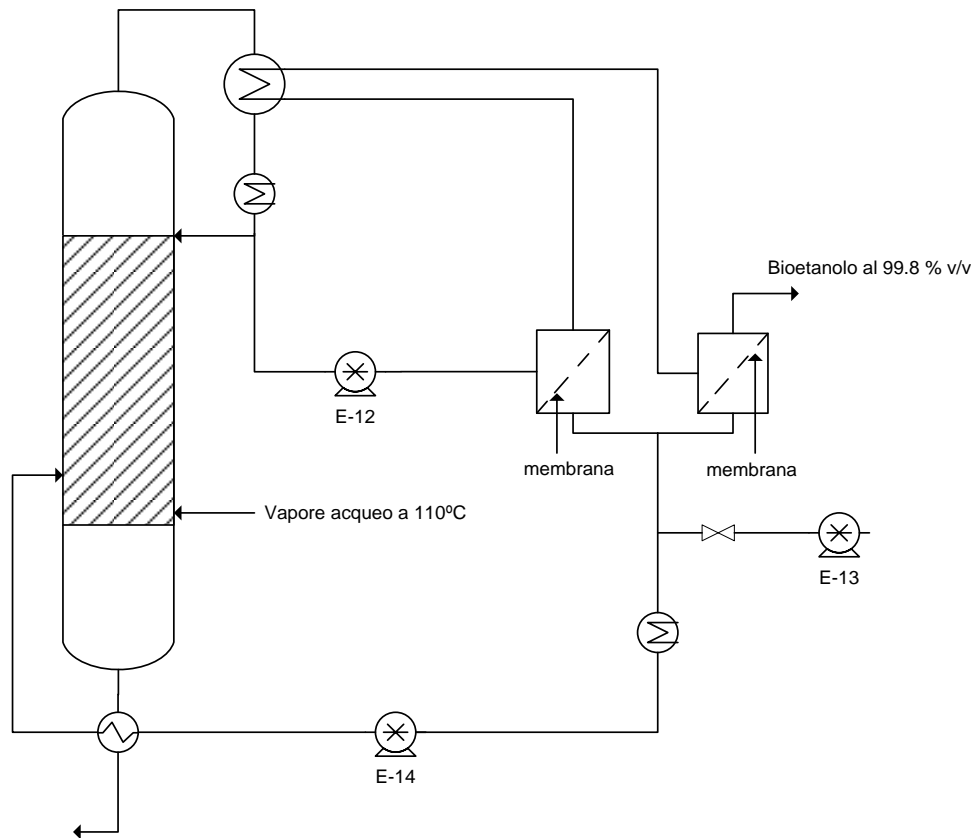 Bioetanolo al 99.8 % v/v
E-12
membrana
membrana
Vapore acqueo a 110ºC
E-13
E-14